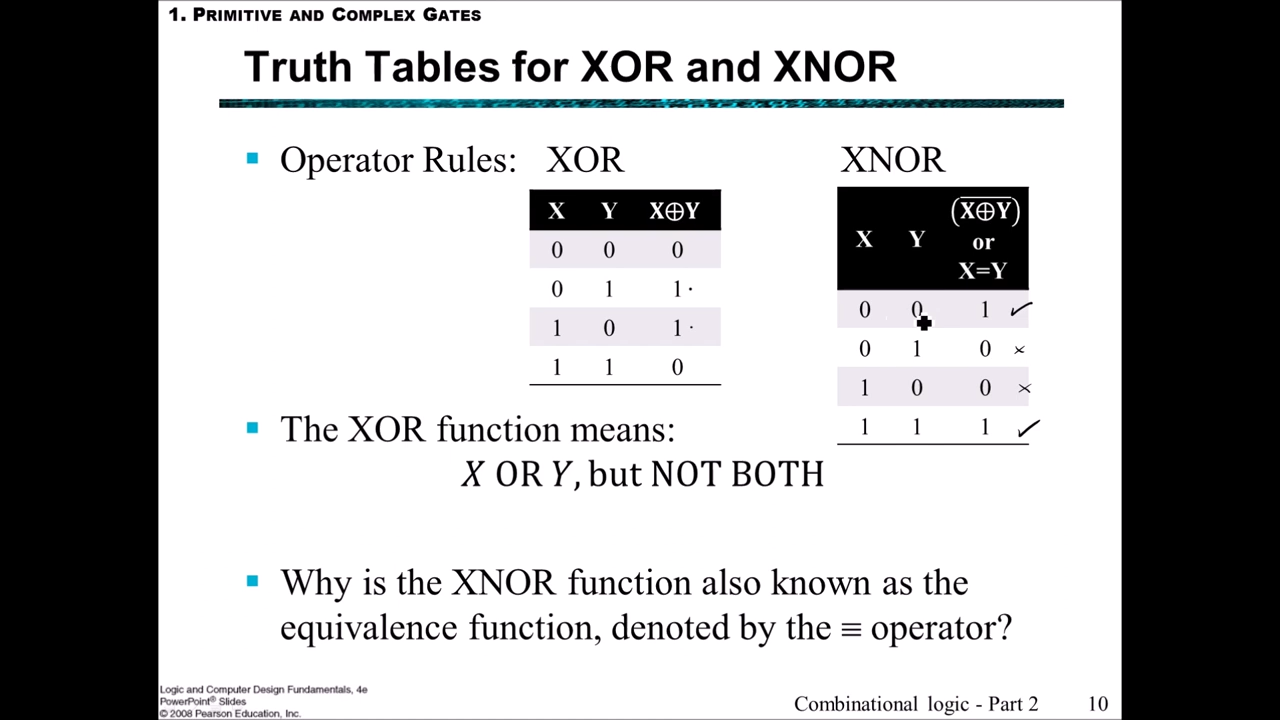 1. PRIMITIVE AND COMPLEX GATES
Truth Tables for XOR and XNOR
Operator Rules: XOR XNOR
X Y X⊕Y
0 0 0
0 1 1
1 0 1
1 1 0
X Y (X̅⊕̅Y̅) or X=Y
0 0 1 ✓
0 1 0 ×
1 0 0 ×
1 1 1 ✓
The XOR function means:
X OR Y, but NOT BOTH
Why is the XNOR function also known as the
equivalence function, denoted by the ≡ operator?
Logic and Computer Design Fundamentals, 4e
PowerPoint® Slides
© 2008 Pearson Education, Inc.
Combinational logic - Part 2 10